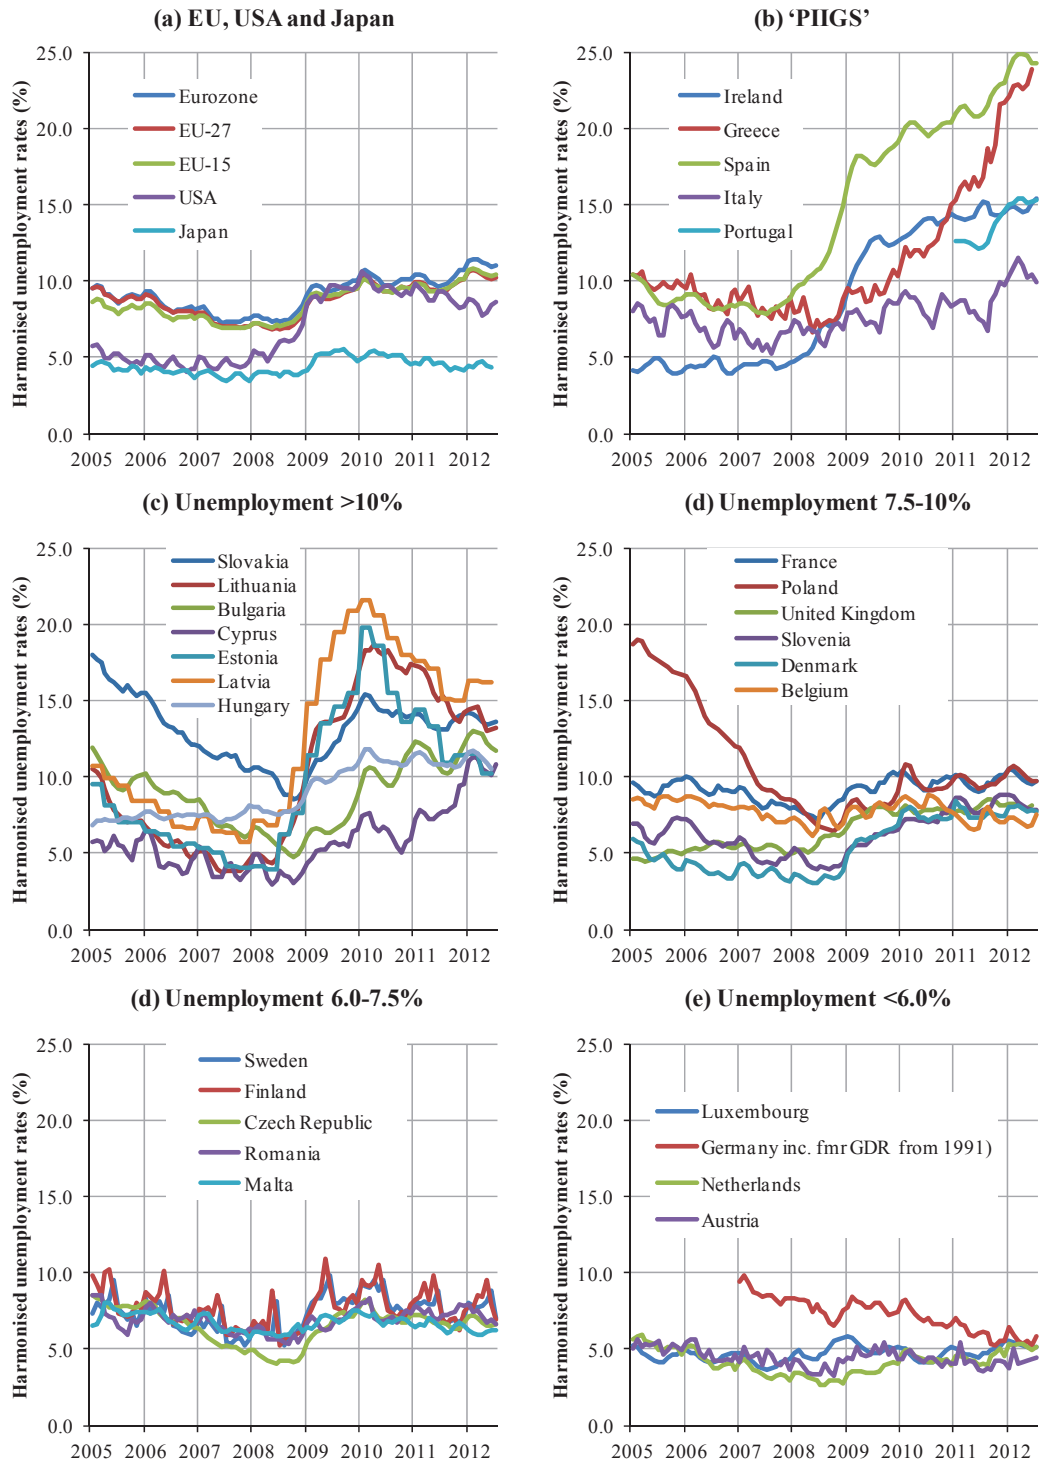 (a) EU, USA and Japan
Harmonised unemployment rates (%)
25.0
20.0
15.0
10.0
5.0
0.0
Eurozone
EU-27
EU-15
USA
Japan
2005 2006 2007 2008 2009 2010 2011 2012
(b) ‘PIIGS’
Harmonised unemployment rates (%)
25.0
20.0
15.0
10.0
5.0
0.0
Ireland
Greece
Spain
Italy
Portugal
2005 2006 2007 2008 2009 2010 2011 2012
(c) Unemployment >10%
Harmonised unemployment rates (%)
25.0
20.0
15.0
10.0
5.0
0.0
Slovakia
Lithuania
Bulgaria
Cyprus
Estonia
Latvia
Hungary
2005 2006 2007 2008 2009 2010 2011 2012
(d) Unemployment 7.5-10%
Harmonised unemployment rates (%)
25.0
20.0
15.0
10.0
5.0
0.0
France
Poland
United Kingdom
Slovenia
Denmark
Belgium
2005 2006 2007 2008 2009 2010 2011 2012
(d) Unemployment 6.0-7.5%
Harmonised unemployment rates (%)
25.0
20.0
15.0
10.0
5.0
0.0
Sweden
Finland
Czech Republic
Romania
Malta
2005 2006 2007 2008 2009 2010 2011 2012
(e) Unemployment <6.0%
Harmonised unemployment rates (%)
25.0
20.0
15.0
10.0
5.0
0.0
Luxembourg
Germany inc. fmr GDR from 1991)
Netherlands
Austria
2005 2006 2007 2008 2009 2010 2011 2012